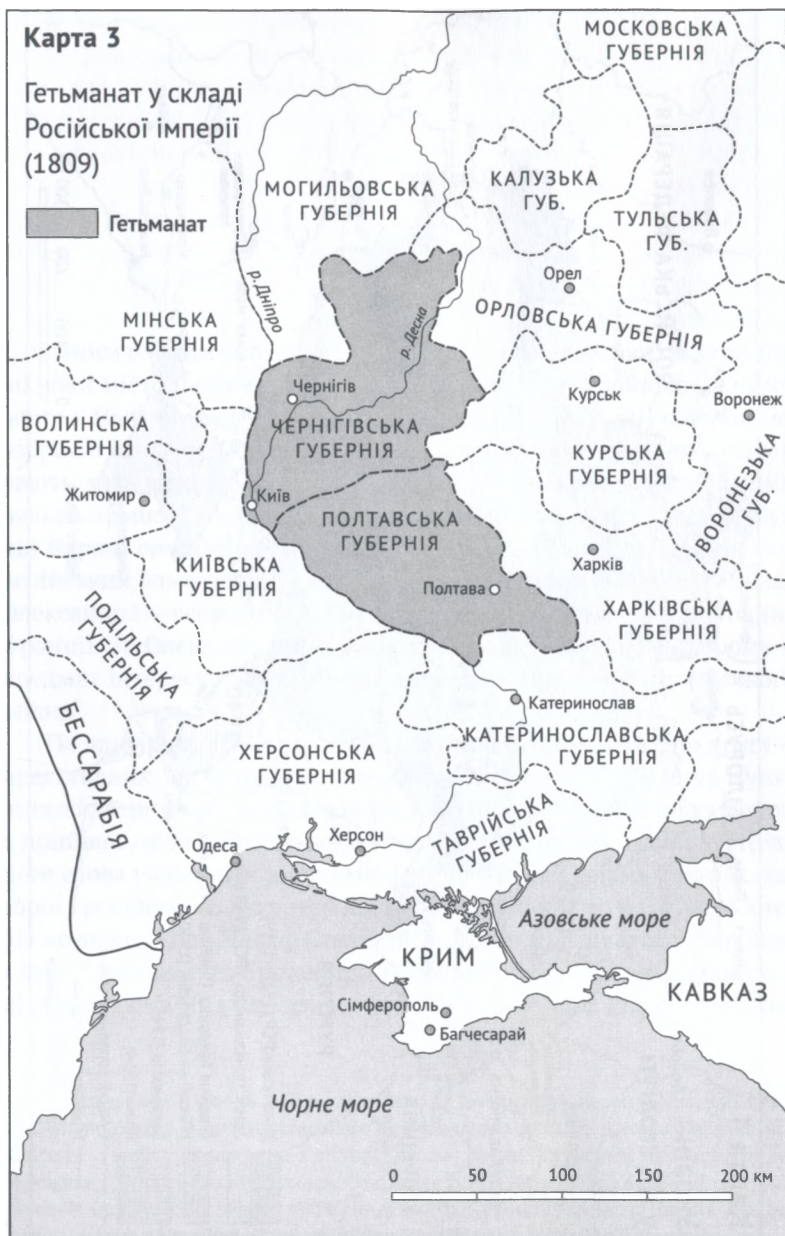 Карта 3
Гетьманат у складі
Російської імперії
(1809)
Гетьманат
МОСКОВСЬКА
ГУБЕРНІЯ
МОГИЛЬОВСЬКА
ГУБЕРНІЯ
КАЛУЗЬКА
ГУБ.
ТУЛЬСЬКА
ГУБ.
Орел
р. Дніпро
р. Десна
ОРЛОВСЬКА ГУБЕРНІЯ
МІНСЬКА
ГУБЕРНІЯ
Чернігів
Курськ
Воронеж
ВОЛИНСЬКА
ГУБЕРНІЯ
ЧЕРНІГІВСЬКА
ГУБЕРНІЯ
КУРСЬКА
ГУБЕРНІЯ
ВОРОНЕЗЬКА
ГУБ.
Житомир
Київ
ПОЛТАВСЬКА
ГУБЕРНІЯ
КИЇВСЬКА
ГУБЕРНІЯ
Харків
Полтава
ХАРКІВСЬКА
ГУБЕРНІЯ
ПОДІЛЬСЬКА
ГУБЕРНІЯ
Катеринослав
БЕССАРАБІЯ
ХЕРСОНСЬКА
ГУБЕРНІЯ
КАТЕРИНОСЛАВСЬКА
ГУБЕРНІЯ
Одеса
Херсон
ТАВРІЙСЬКА
ГУБЕРНІЯ
Азовське море
КРИМ
КАВКАЗ
Сімферополь
Багчесарай
Чорне море
0 50 100 150 200 км